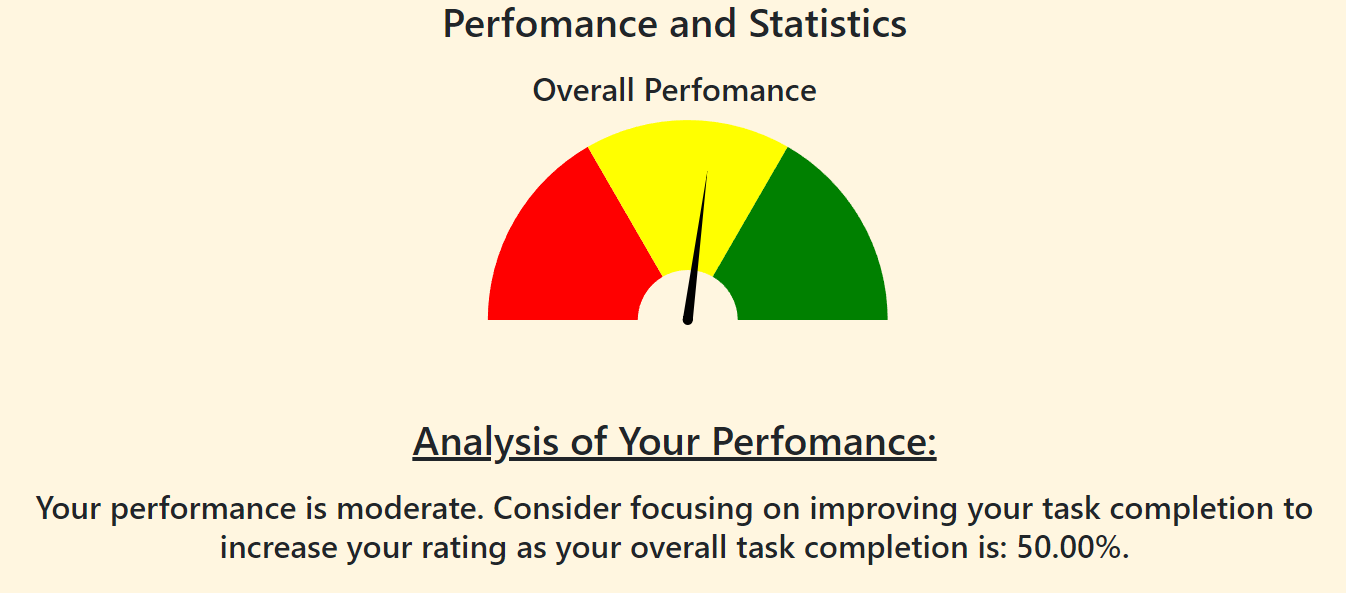 Perfomance and Statistics
Overall Perfomance
Analysis of Your Perfomance:
Your performance is moderate. Consider focusing on improving your task completion to
increase your rating as your overall task completion is: 50.00%.